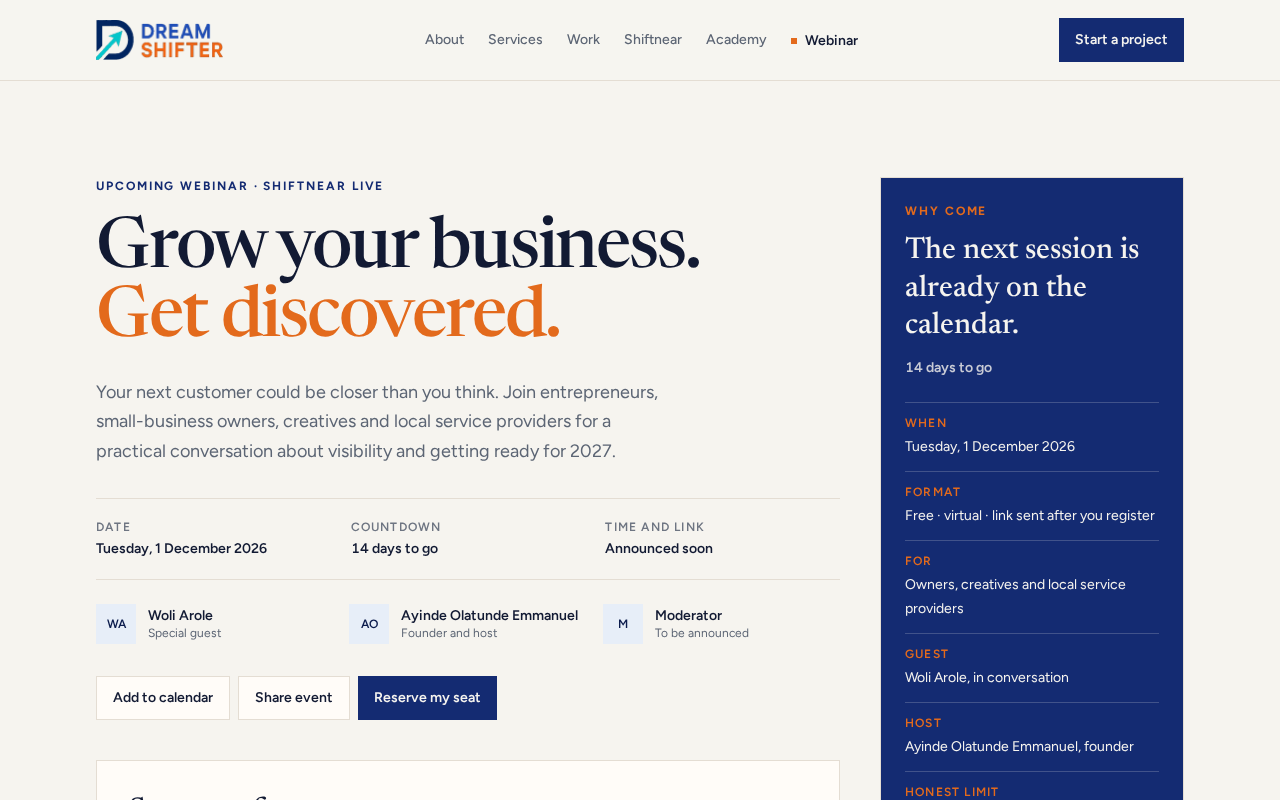 DREAM
SHIFTER
About
Services
Work
Shiftnear
Academy
Webinar
Start a project
UPCOMING WEBINAR · SHIFTNEAR LIVE
Grow your business.
Get discovered.
Your next customer could be closer than you think. Join entrepreneurs,
small-business owners, creatives and local service providers for a
practical conversation about visibility and getting ready for 2027.
DATE
Tuesday, 1 December 2026
COUNTDOWN
14 days to go
TIME AND LINK
Announced soon
WA
Woli Arole
Special guest
AO
Ayinde Olatunde Emmanuel
Founder and host
M
Moderator
To be announced
Add to calendar
Share event
Reserve my seat
WHY COME
The next session is
already on the
calendar.
14 days to go
WHEN
Tuesday, 1 December 2026
FORMAT
Free · virtual · link sent after you register
FOR
Owners, creatives and local service
providers
GUEST
Woli Arole, in conversation
HOST
Ayinde Olatunde Emmanuel, founder
HONEST LIMIT